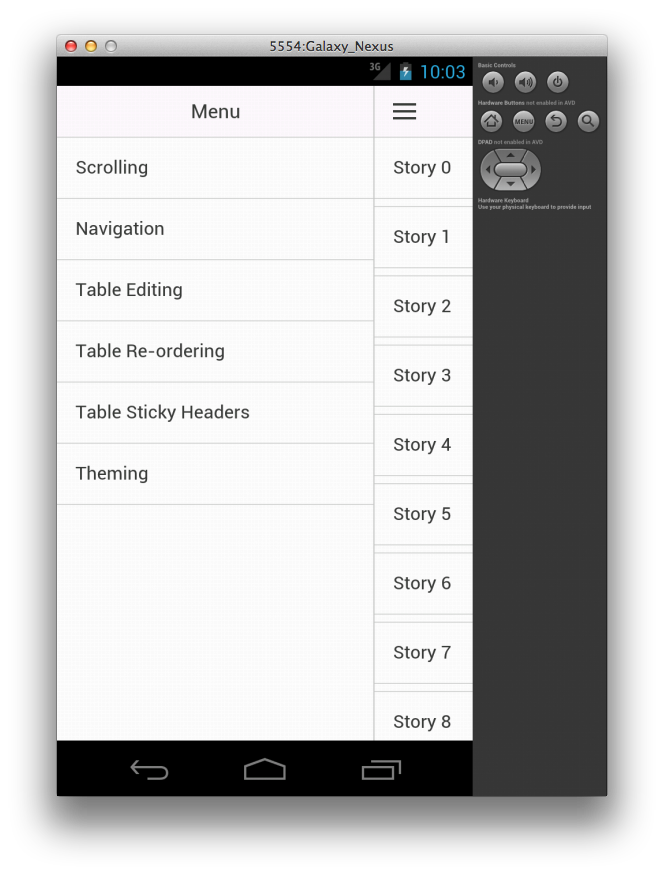 5554:Galaxy_Nexus
3G
10:03
Menu
Scrolling
Navigation
Table Editing
Table Re-ordering
Table Sticky Headers
Theming
Story 0
Story 1
Story 2
Story 3
Story 4
Story 5
Story 6
Story 7
Story 8
Basic Controls
Hardware Buttons not enabled in AVD
MENU
DPAD not enabled in AVD
Hardware Keyboard
Use your physical keyboard to provide input